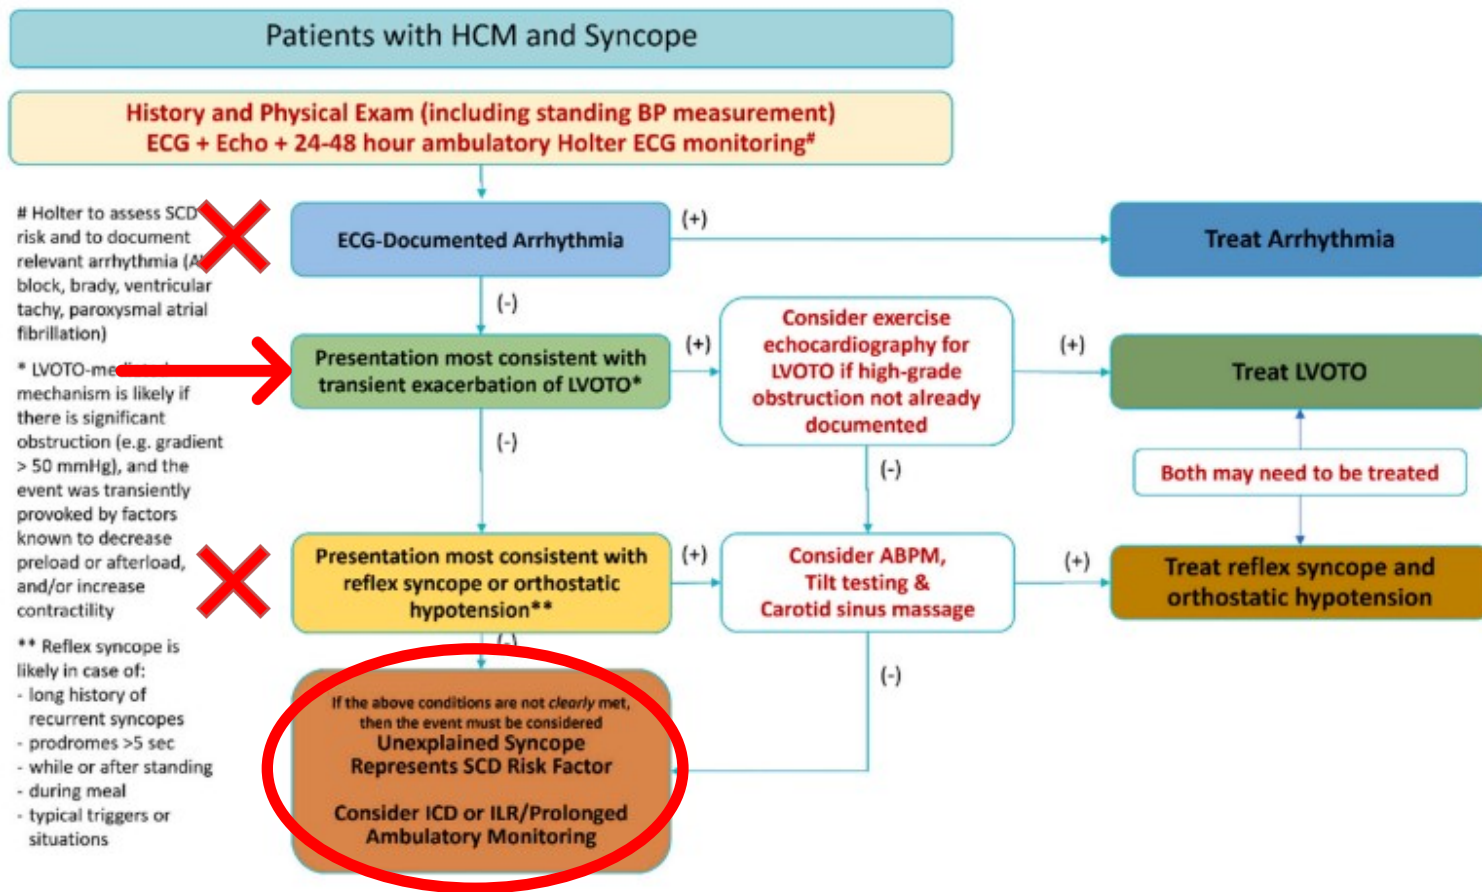 Patients with HCM and Syncope
History and Physical Exam (including standing BP measurement)
ECG + Echo + 24-48 hour ambulatory Holter ECG monitoring#
# Holter to assess SCD
risk and to document
relevant arrhythmia
block, brady, ventricular
tachy, paroxysmal atrial
fibrillation)
ECG-Documented Arrhythmia
(+)
Treat Arrhythmia
(-)
* LVOTO-mediated
mechanism is likely if
there is significant
obstruction (e.g. gradient
> 50 mmHg), and the
event was transiently
provoked by factors
known to decrease
preload or afterload,
and/or increase
contractility
Presentation most consistent with
transient exacerbation of LVOTO*
(+)
Consider exercise
echocardiography for
LVOTO if high-grade
obstruction not already
documented
(+)
Treat LVOTO
(-)
(-)
Both may need to be treated
Presentation most consistent with
reflex syncope or orthostatic
hypotension**
(+)
Consider ABPM,
Tilt testing &
Carotid sinus massage
(+)
Treat reflex syncope and
orthostatic hypotension
(-)
(-)
** Reflex syncope is
likely in case of:
- long history of
recurrent syncopes
- prodromes >5 sec
- while or after standing
- during meal
- typical triggers or
situations
If the above conditions are not clearly met,
then the event must be considered
Unexplained Syncope
Represents SCD Risk Factor
Consider ICD or ILR/Prolonged
Ambulatory Monitoring